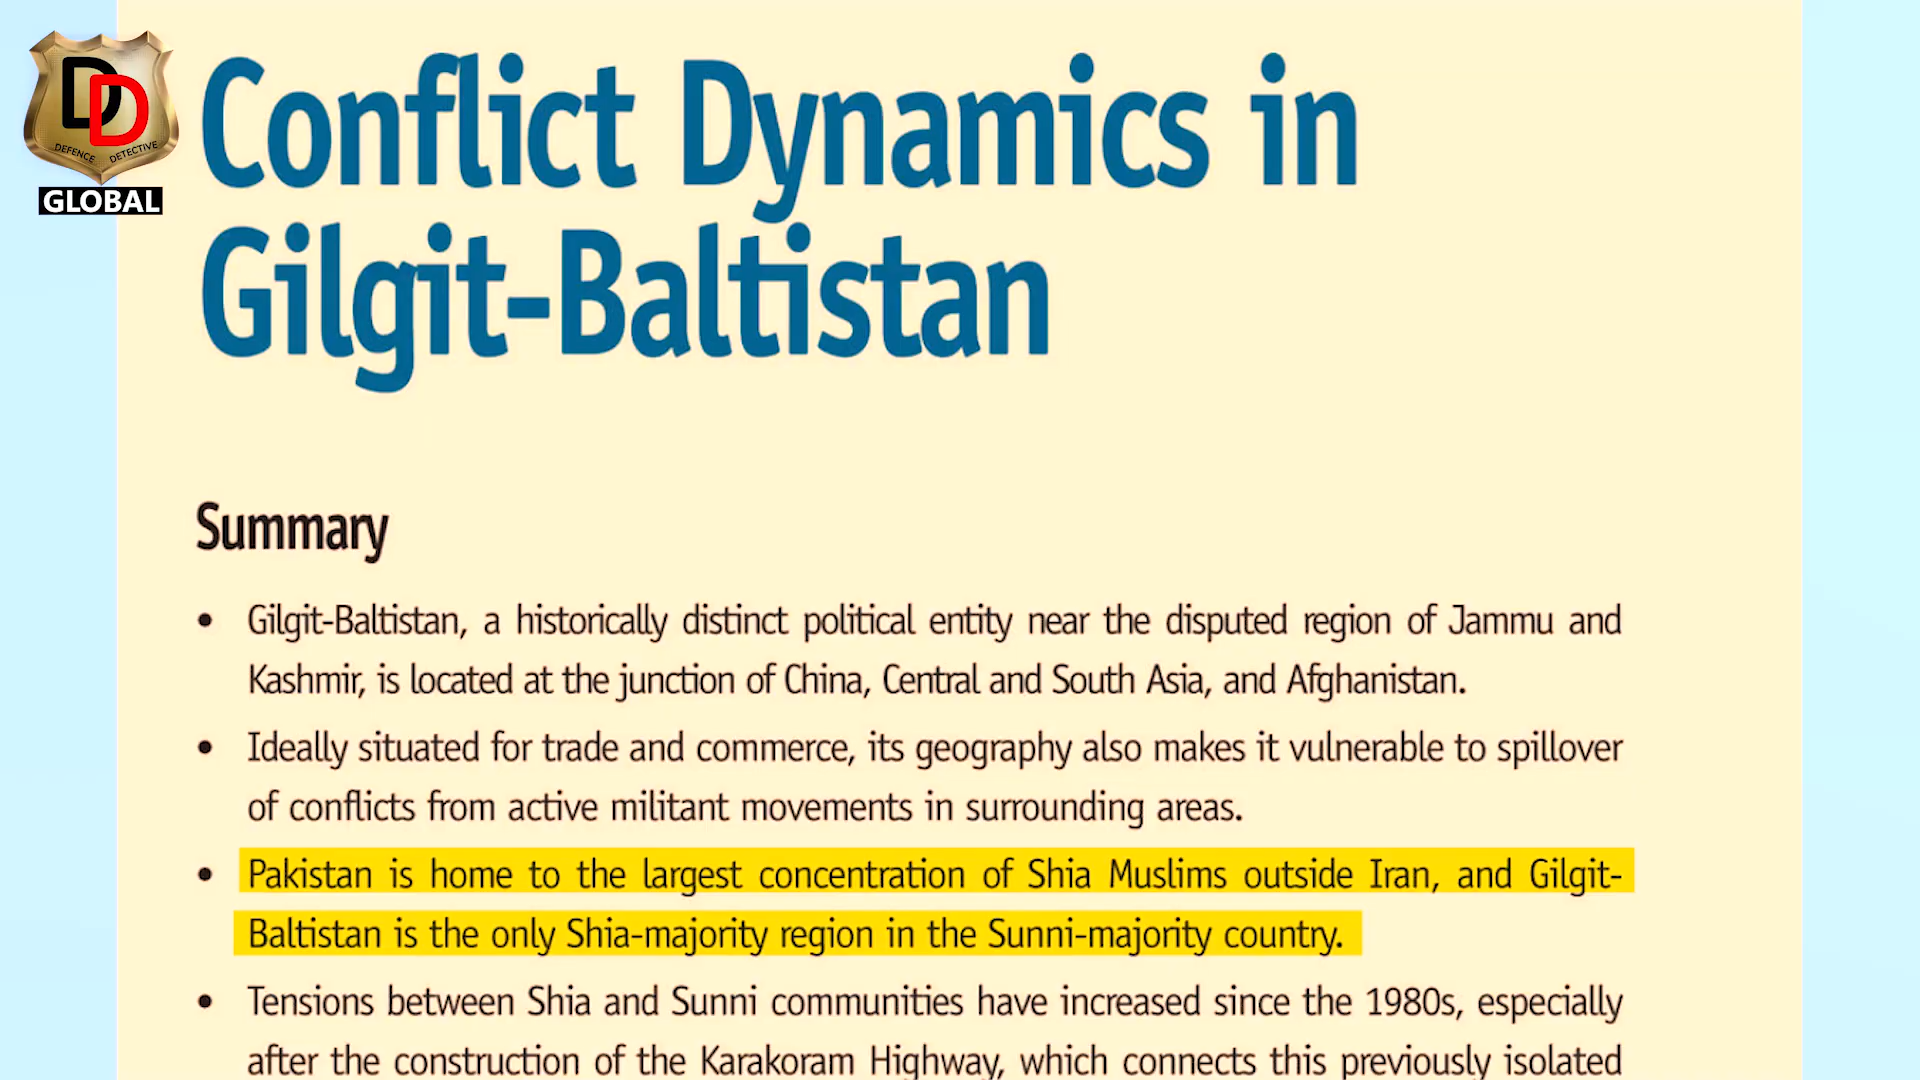 DD
DEFENCE DETECTIVE
GLOBAL
Conflict Dynamics in
Gilgit-Baltistan
Summary
• Gilgit-Baltistan, a historically distinct political entity near the disputed region of Jammu and
Kashmir, is located at the junction of China, Central and South Asia, and Afghanistan.
• Ideally situated for trade and commerce, its geography also makes it vulnerable to spillover
of conflicts from active militant movements in surrounding areas.
• Pakistan is home to the largest concentration of Shia Muslims outside Iran, and Gilgit-
Baltistan is the only Shia-majority region in the Sunni-majority country.
• Tensions between Shia and Sunni communities have increased since the 1980s, especially
after the construction of the Karakoram Highway, which connects this previously isolated